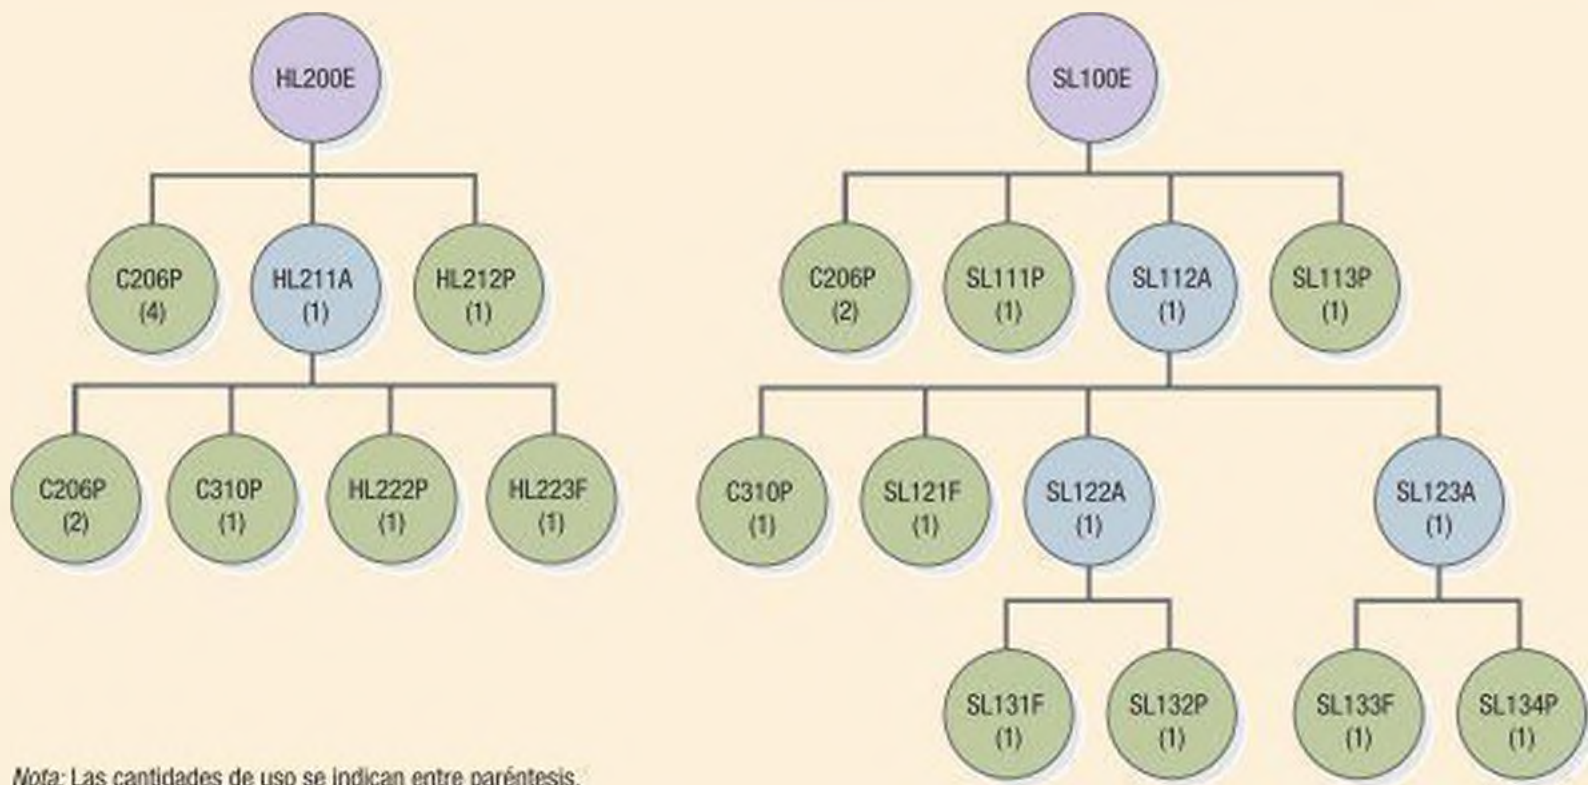 HL200E
SL100E
C206P
(4)
HL211A
(1)
HL212P
(1)
C206P
(2)
SL111P
(1)
SL112A
(1)
SL113P
(1)
C206P
(2)
C310P
(1)
HL222P
(1)
HL223F
(1)
C310P
(1)
SL121F
(1)
SL122A
(1)
SL123A
(1)
SL131F
(1)
SL132P
(1)
SL133F
(1)
SL134P
(1)
Nota: Las cantidades de uso se indican entre paréntesis.